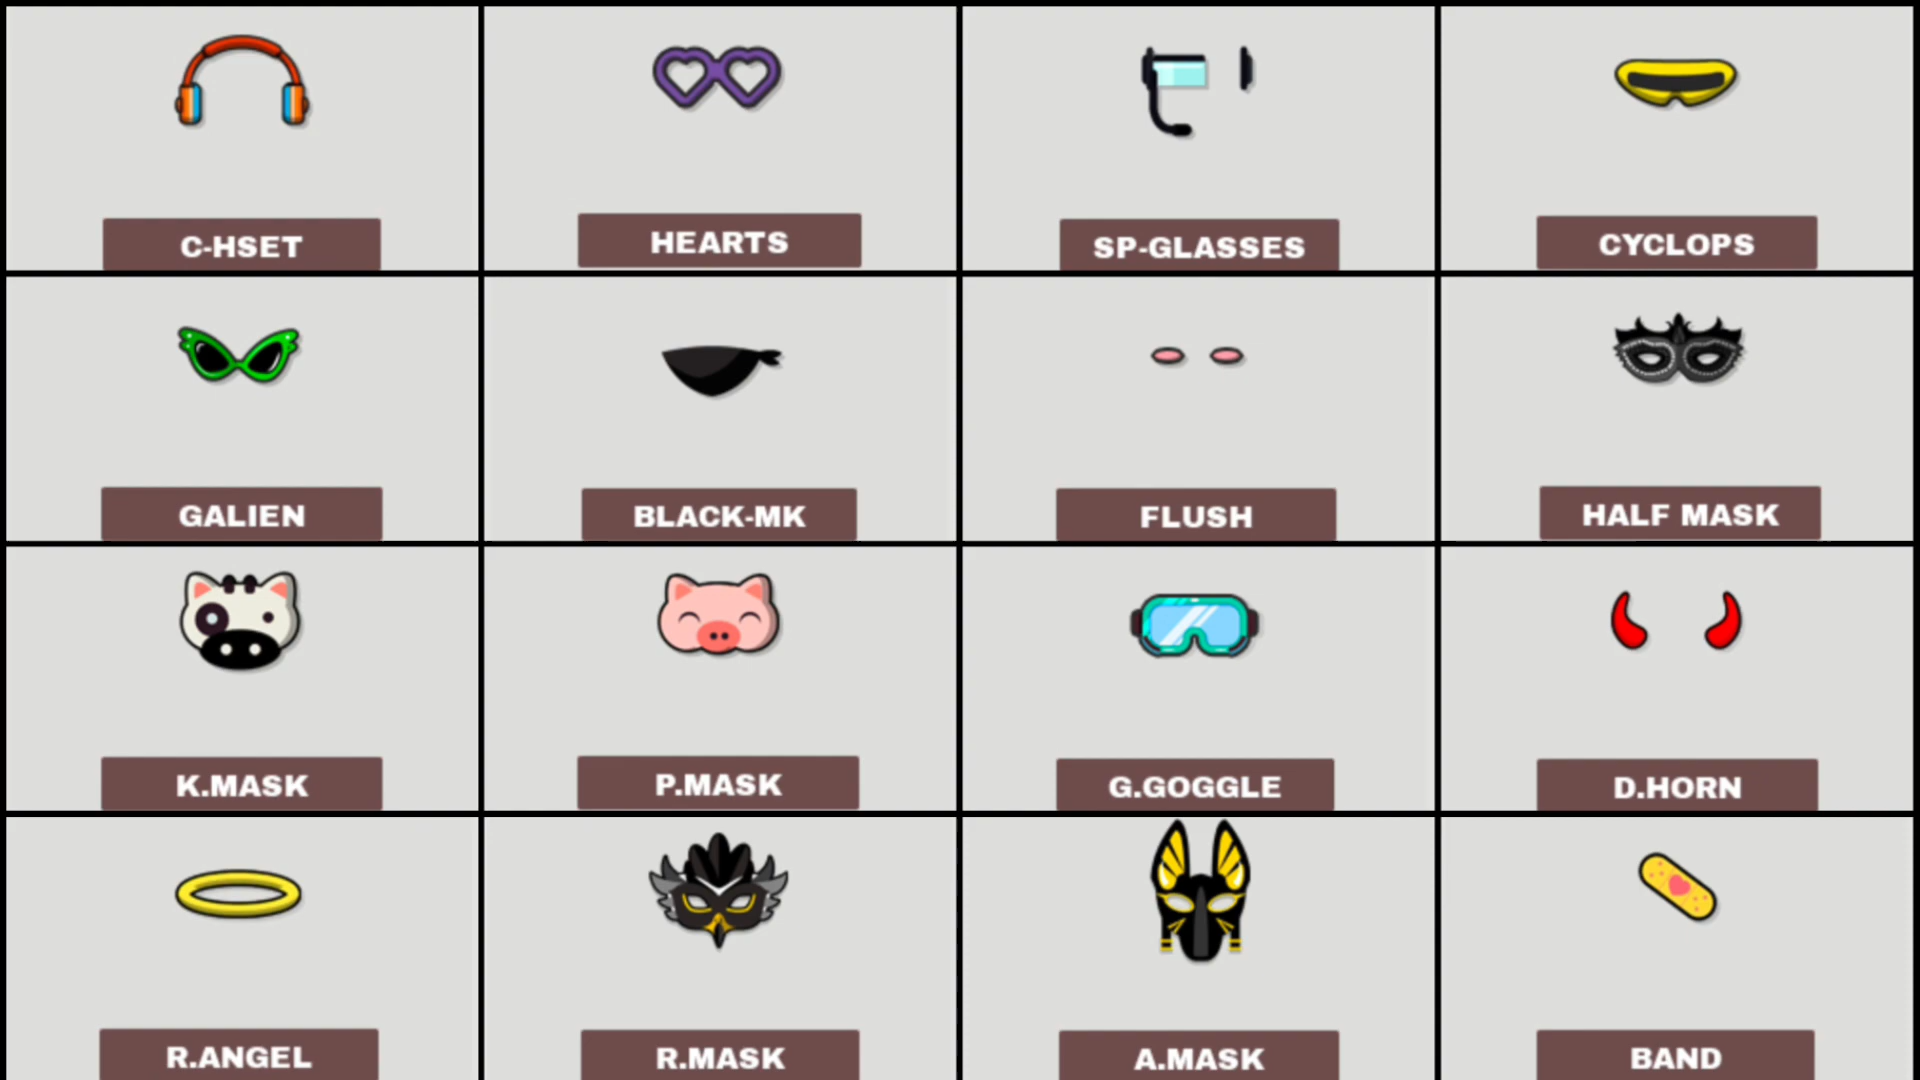 C-HSET
HEARTS
SP-GLASSES
CYCLOPS
GALIEN
BLACK-MK
FLUSH
HALF MASK
K.MASK
P.MASK
G.GOGGLE
D.HORN
R.ANGEL
R.MASK
A.MASK
BAND